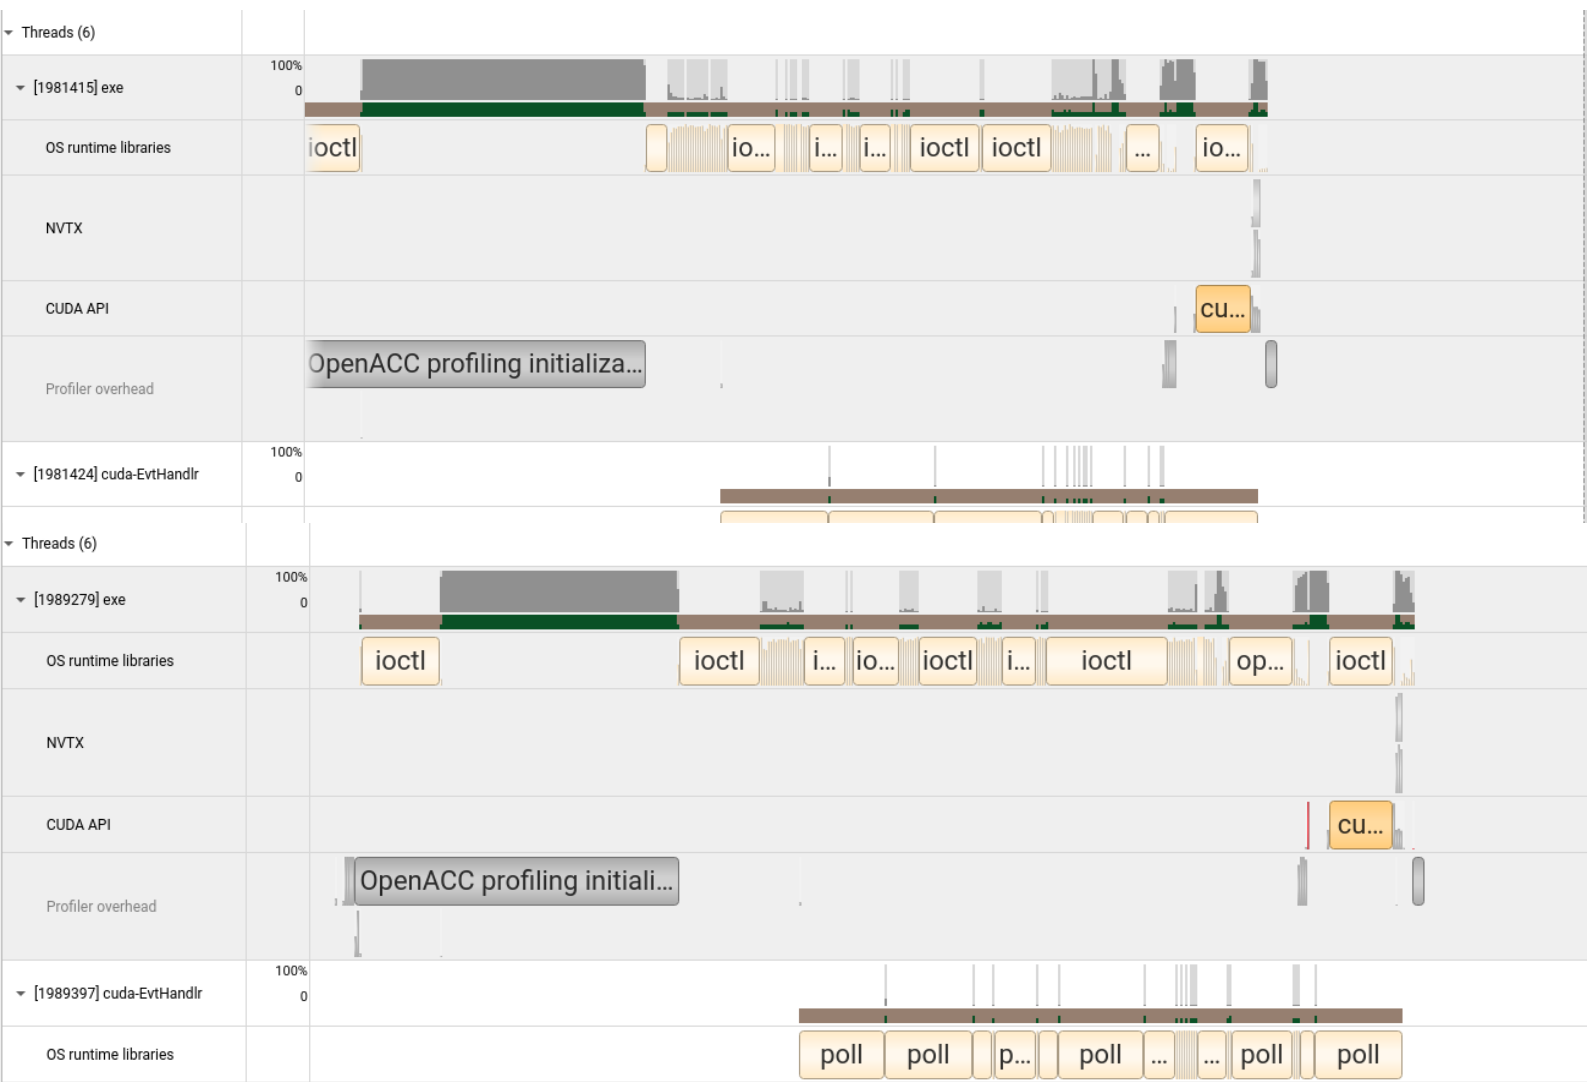 Threads (6)
100%
[1981415] exe
0
OS runtime libraries
ioctl
io...
i...
i...
ioctl
ioctl
...
io...
NVTX
CUDA API
cu...
OpenACC profiling initializa...
Profiler overhead
100%
[1981424] cuda-EvtHandlr
0
Threads (6)
100%
[1989279] exe
0
OS runtime libraries
ioctl
ioctl
i...
io...
ioctl
i...
ioctl
op...
ioctl
NVTX
CUDA API
cu...
OpenACC profiling initiali...
Profiler overhead
100%
[1989397] cuda-EvtHandlr
0
OS runtime libraries
poll
poll
p...
poll
...
...
poll
poll